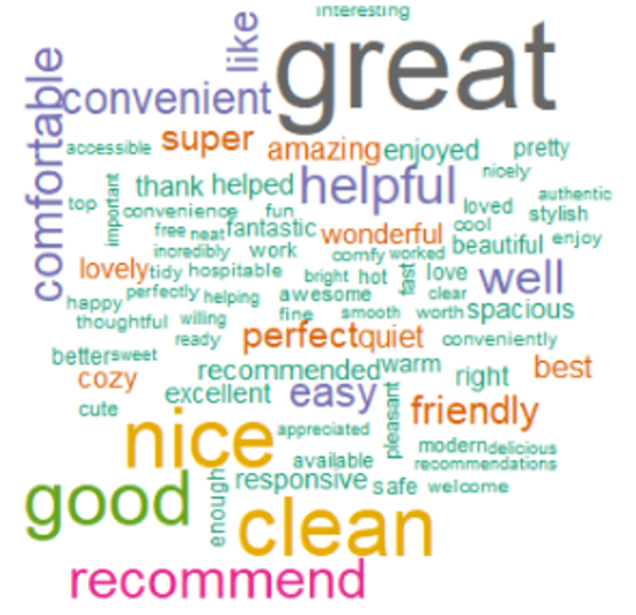 interesting
like
great
comfortable
convenient
accessible super amazing enjoyed pretty
nicely
important
thank helped helpful
authentic
top convenience fun loved stylish
free neat fantastic wonderful cool
beautiful enjoy
incredibly work comfy worked
lovely tidy hospitable bright hot fast love well
clear
happy perfectly helping awesome
thoughtful willing fine smooth worth spacious
ready perfect quiet conveniently
better sweet
recommended warm right best
cozy excellent easy
pleasant
cute friendly
nice appreciated
modern delicious
available recommendations
good enough responsive safe welcome
clean
recommend